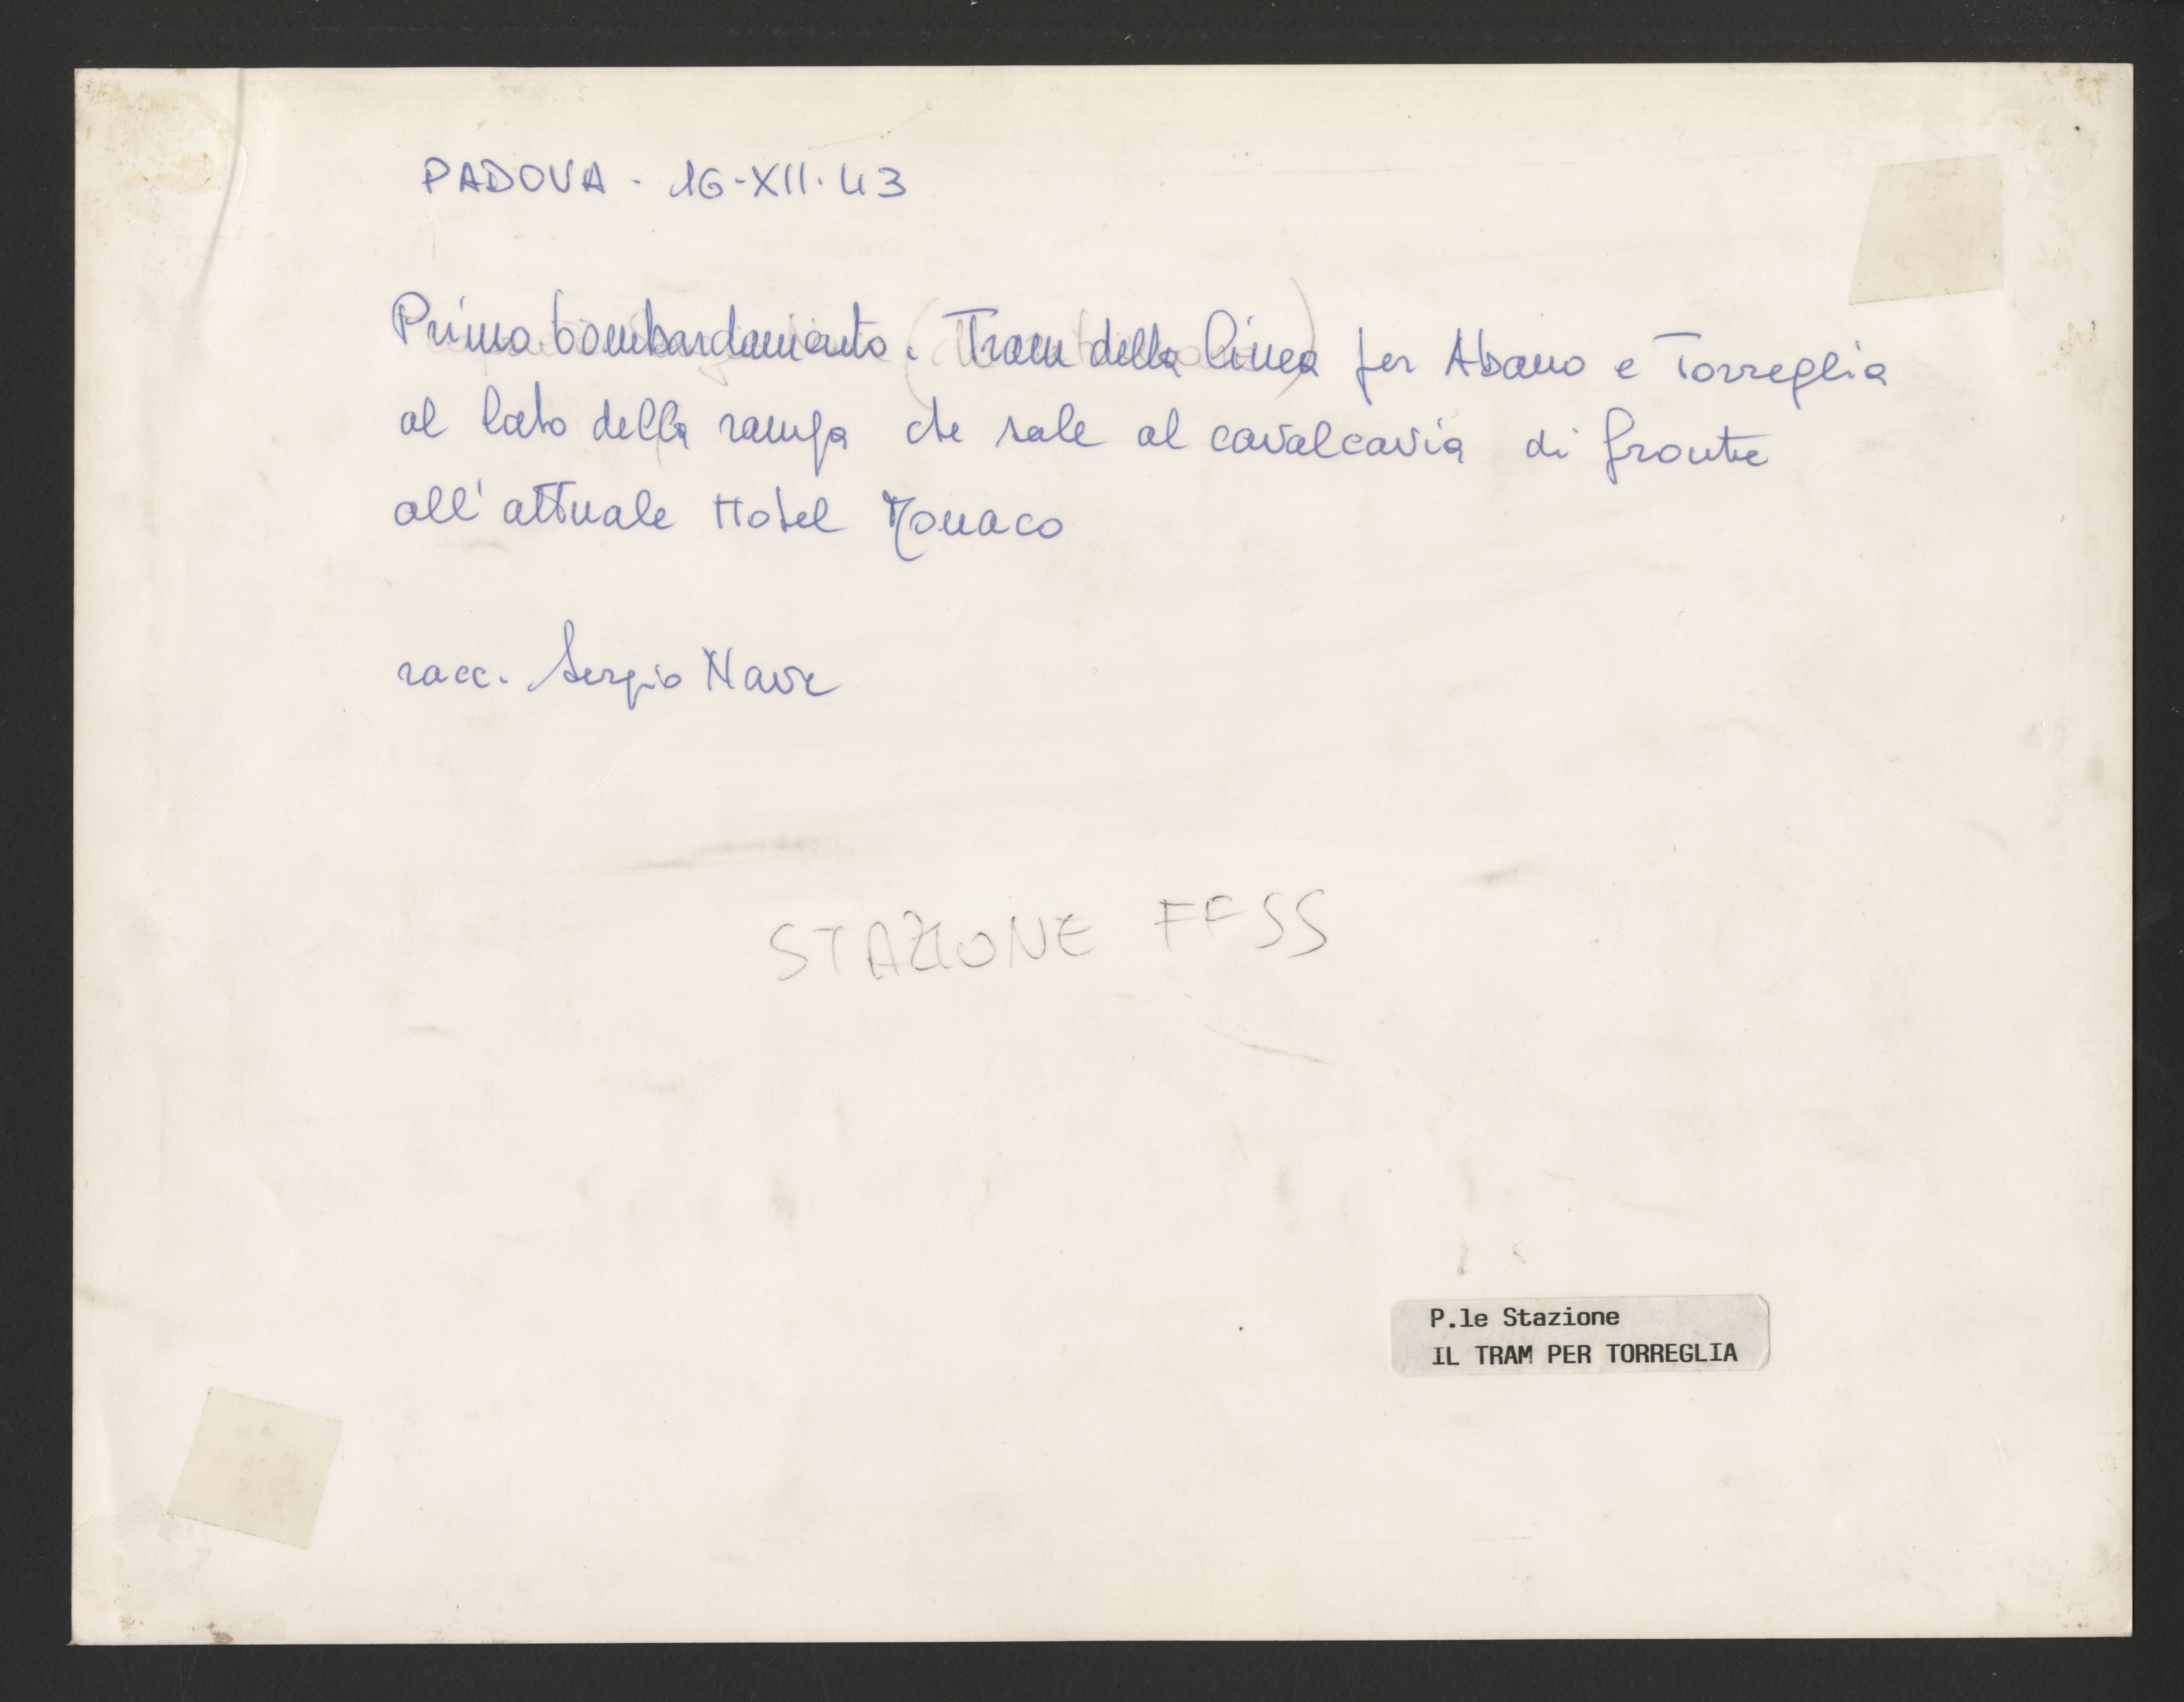 PADOVA - 16-XII-43
Primo bombardamento. Tram della linea per Abano e Torreglia
al lato della rampa che sale al cavalcavia di fronte
all'attuale Hotel Monaco
racc. Sergio Nave
STAZIONE FFSS
P.le Stazione
IL TRAM PER TORREGLIA